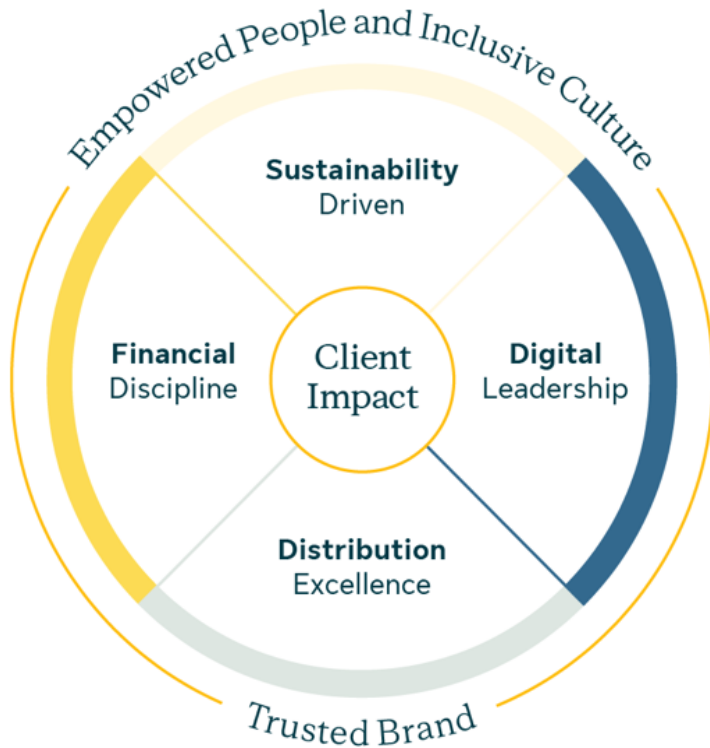 Empowered People and Inclusive Culture
Sustainability
Driven
Financial
Discipline
Client
Impact
Digital
Leadership
Distribution
Excellence
Trusted Brand